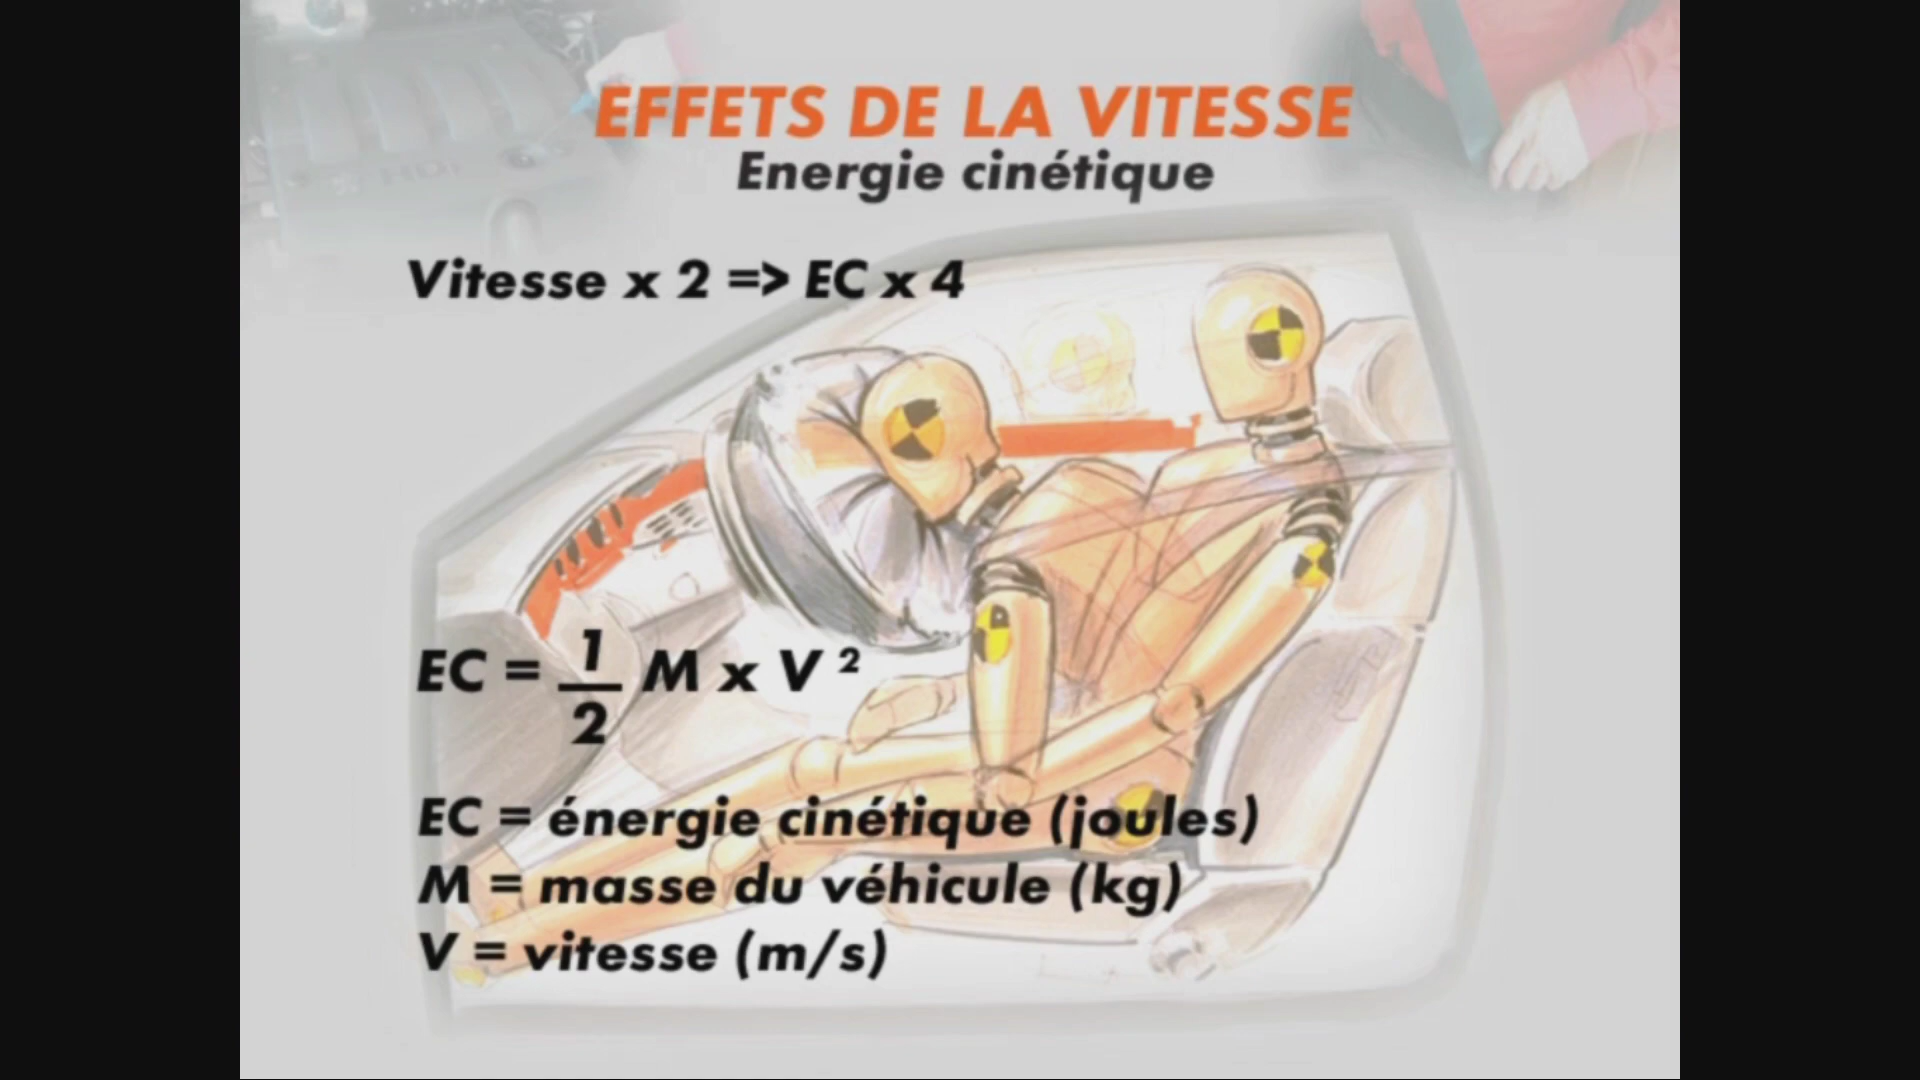 EFFETS DE LA VITESSE
Energie cinétique
Vitesse x 2 => EC x 4
HDi
EC = 1/2 M x V ²
EC = énergie cinétique (joules)
M = masse du véhicule (kg)
V = vitesse (m/s)